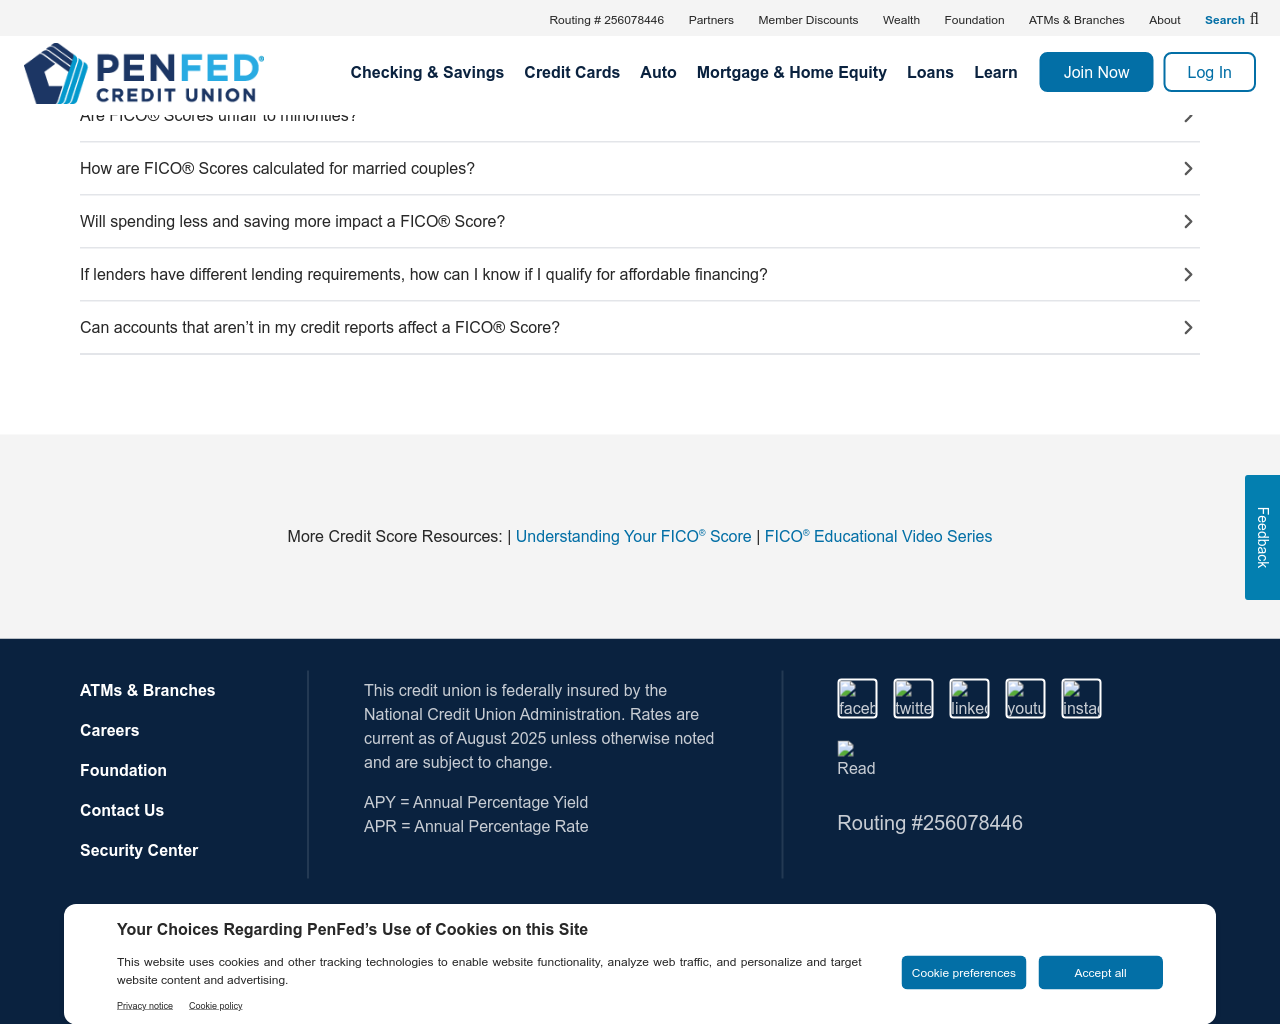 Routing # 256078446 Partners Member Discounts Wealth Foundation ATMs & Branches About Search
PENFED®
CREDIT UNION
Checking & Savings Credit Cards Auto Mortgage & Home Equity Loans Learn Join Now Log In
Are FICO® Scores unfair to minorities?
How are FICO® Scores calculated for married couples?
Will spending less and saving more impact a FICO® Score?
If lenders have different lending requirements, how can I know if I qualify for affordable financing?
Can accounts that aren’t in my credit reports affect a FICO® Score?
Feedback
More Credit Score Resources: | Understanding Your FICO® Score | FICO® Educational Video Series
ATMs & Branches
Careers
Foundation
Contact Us
Security Center
This credit union is federally insured by the
National Credit Union Administration. Rates are
current as of August 2025 unless otherwise noted
and are subject to change.
APY = Annual Percentage Yield
APR = Annual Percentage Rate
faceb twitte linked youtu instag
Read
Routing #256078446
Your Choices Regarding PenFed’s Use of Cookies on this Site
This website uses cookies and other tracking technologies to enable website functionality, analyze web traffic, and personalize and target
website content and advertising.
Privacy notice Cookie policy
Cookie preferences Accept all